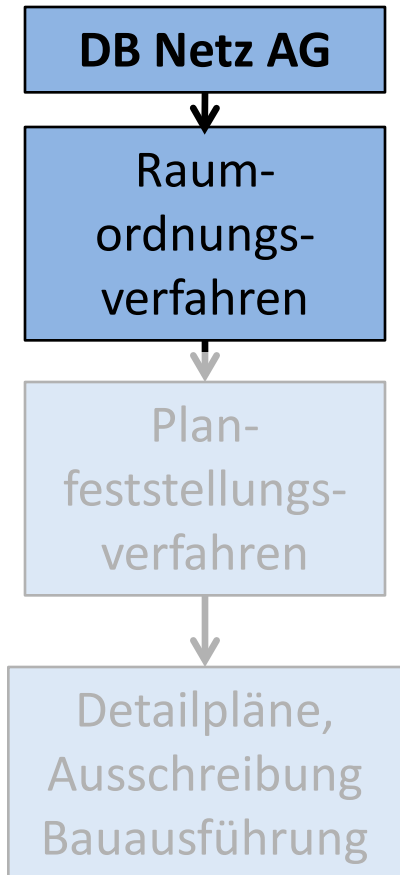 DB Netz AG
Raum-
ordnungs-
verfahren
Plan-
feststellungs-
verfahren
Detailpläne,
Ausschreibung
Bauausführung